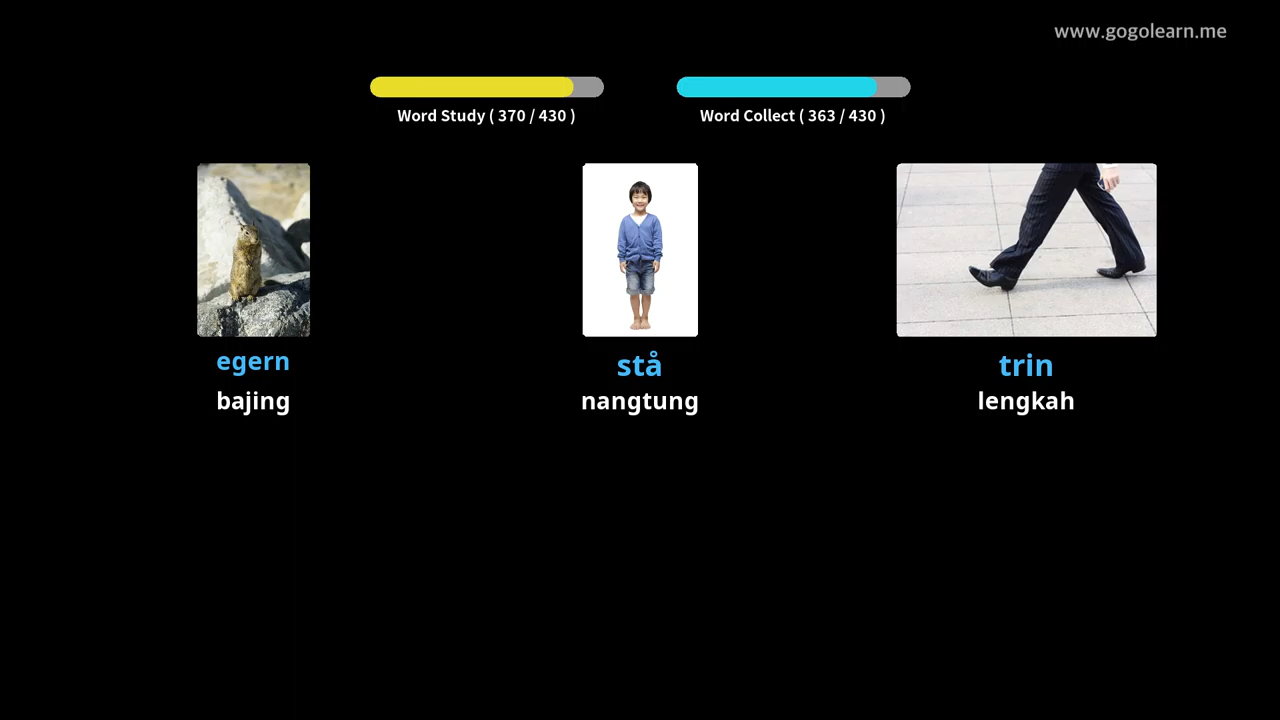 www.gogolearn.me
Word Study ( 370 / 430 )
Word Collect ( 363 / 430 )
egern
stå
trin
bajing
nangtung
lengkah